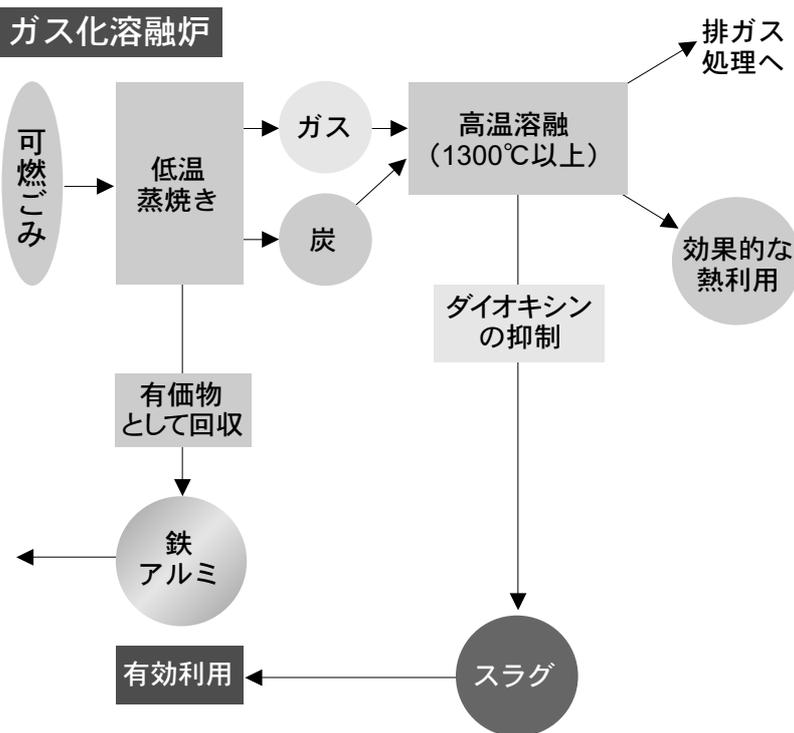 ガス化溶融炉
可燃ごみ
低温
蒸焼き
ガス
炭
高温溶融
（1300℃以上）
排ガス
処理へ
効果的な
熱利用
ダイオキシン
の抑制
有価物
として回収
鉄
アルミ
有効利用
スラグ